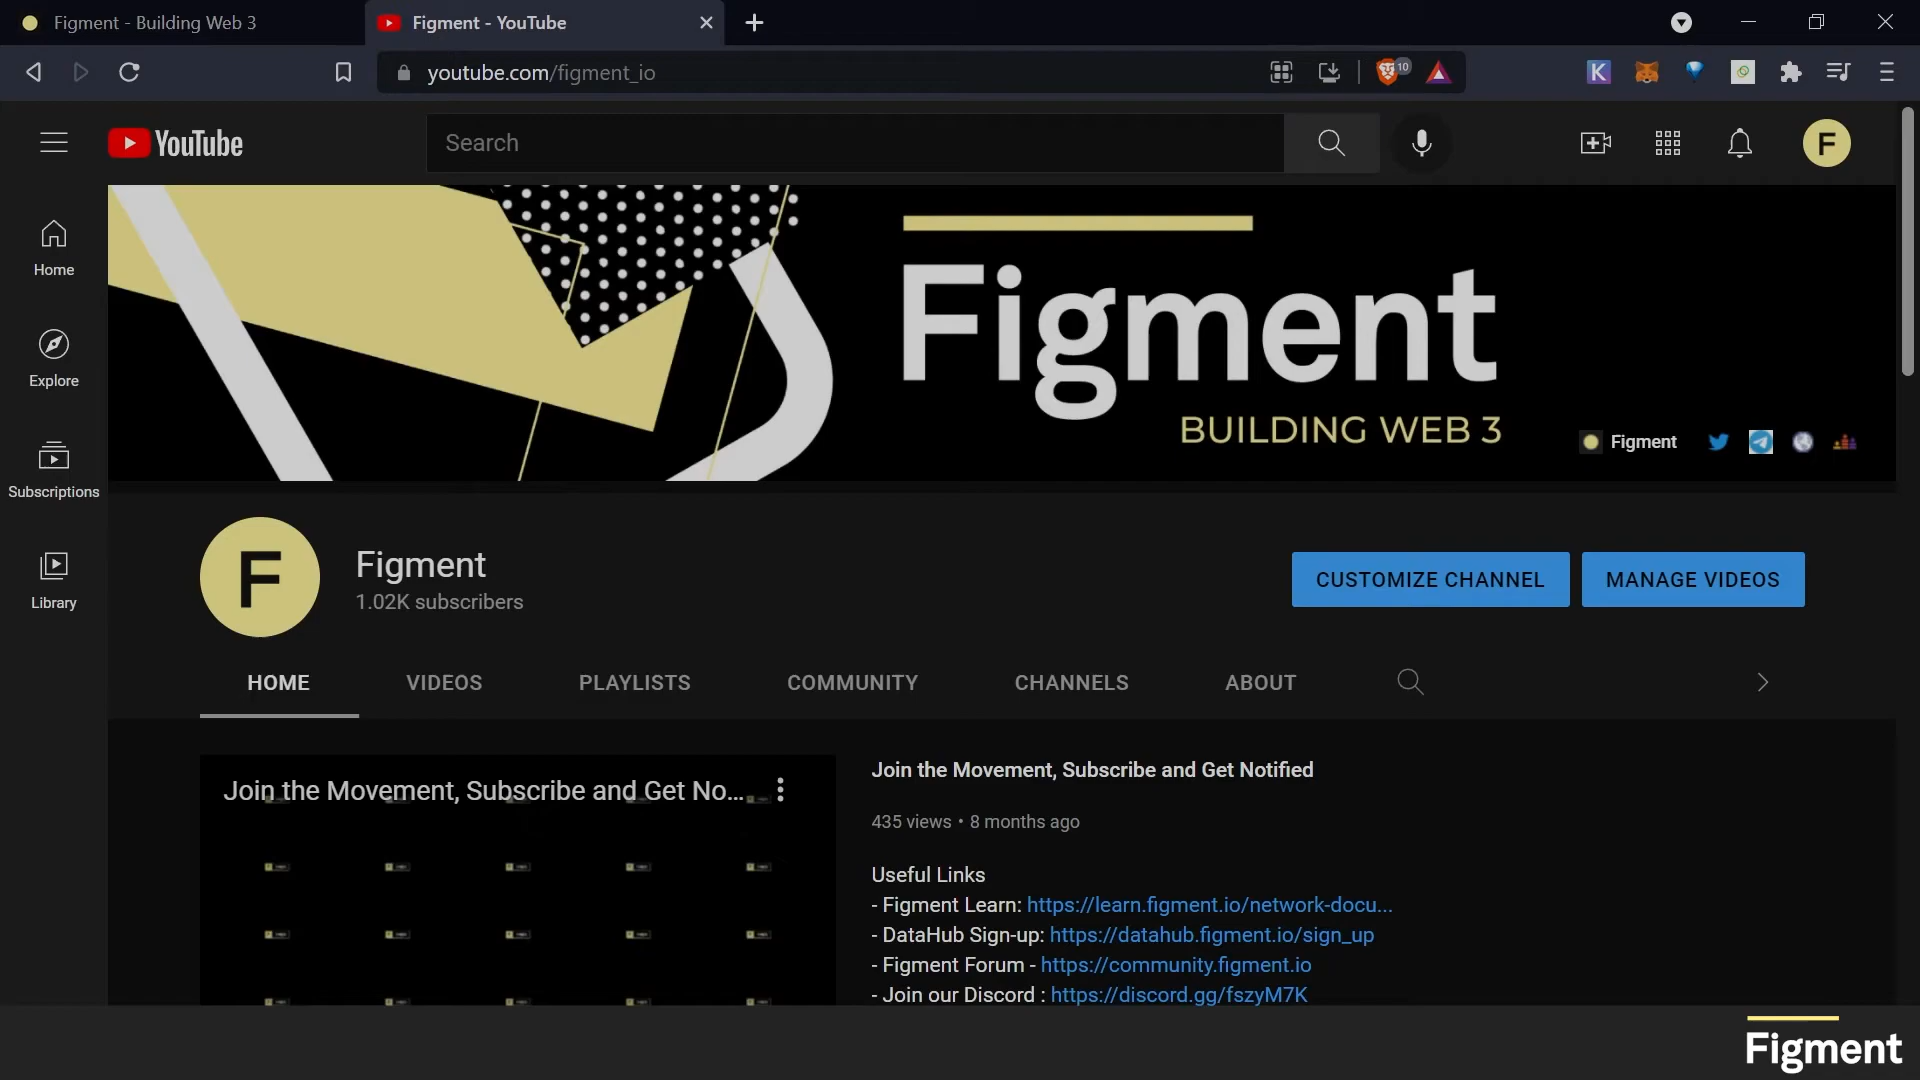 Figment - Building Web 3
Figment - YouTube
youtube.com/figment_io
10
K
YouTube
Search
F
Home
Explore
Subscriptions
Library
Figment
BUILDING WEB 3
Figment
F
Figment
1.02K subscribers
CUSTOMIZE CHANNEL
MANAGE VIDEOS
HOME
VIDEOS
PLAYLISTS
COMMUNITY
CHANNELS
ABOUT
Join the Movement, Subscribe and Get No...
Join the Movement, Subscribe and Get Notified
435 views • 8 months ago
Useful Links
- Figment Learn: https://learn.figment.io/network-docu...
- DataHub Sign-up: https://datahub.figment.io/sign_up
- Figment Forum - https://community.figment.io
- Join our Discord : https://discord.gg/fszyM7K
Figment